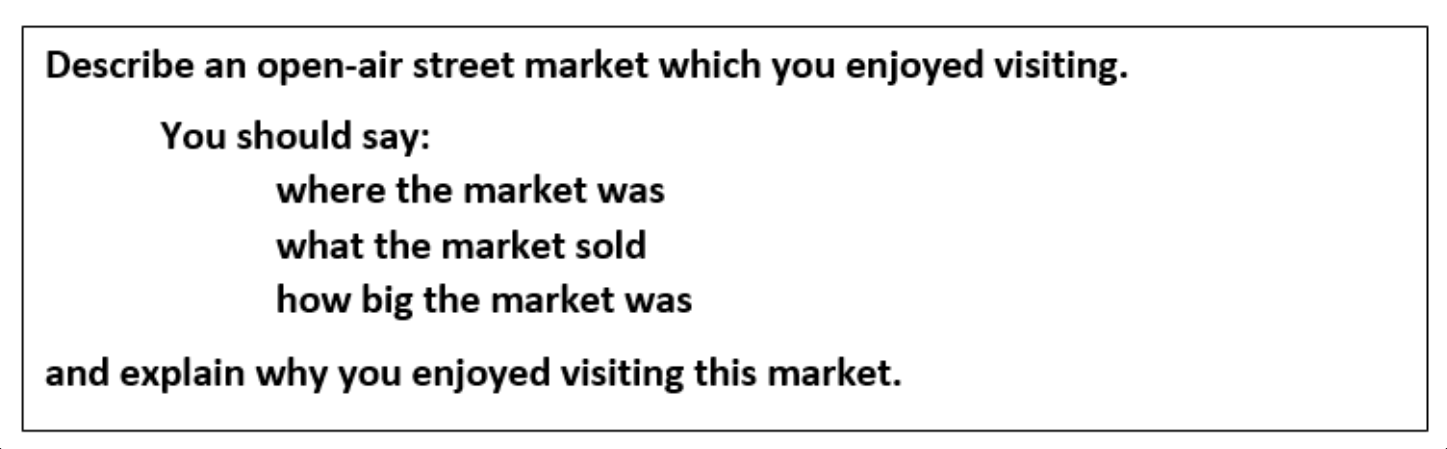 Describe an open-air street market which you enjoyed visiting.
You should say:
where the market was
what the market sold
how big the market was
and explain why you enjoyed visiting this market.